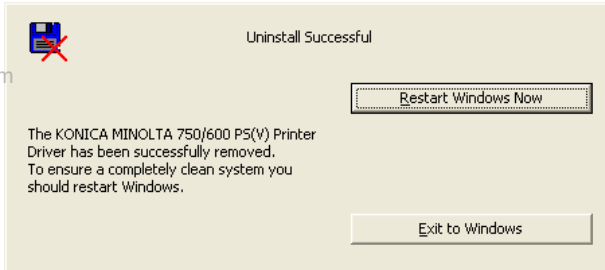 Uninstall Successful
m
Restart Windows Now
The KONICA MINOLTA 750/600 PS(V) Printer
Driver has been successfully removed.
To ensure a completely clean system you
should restart Windows.
Exit to Windows